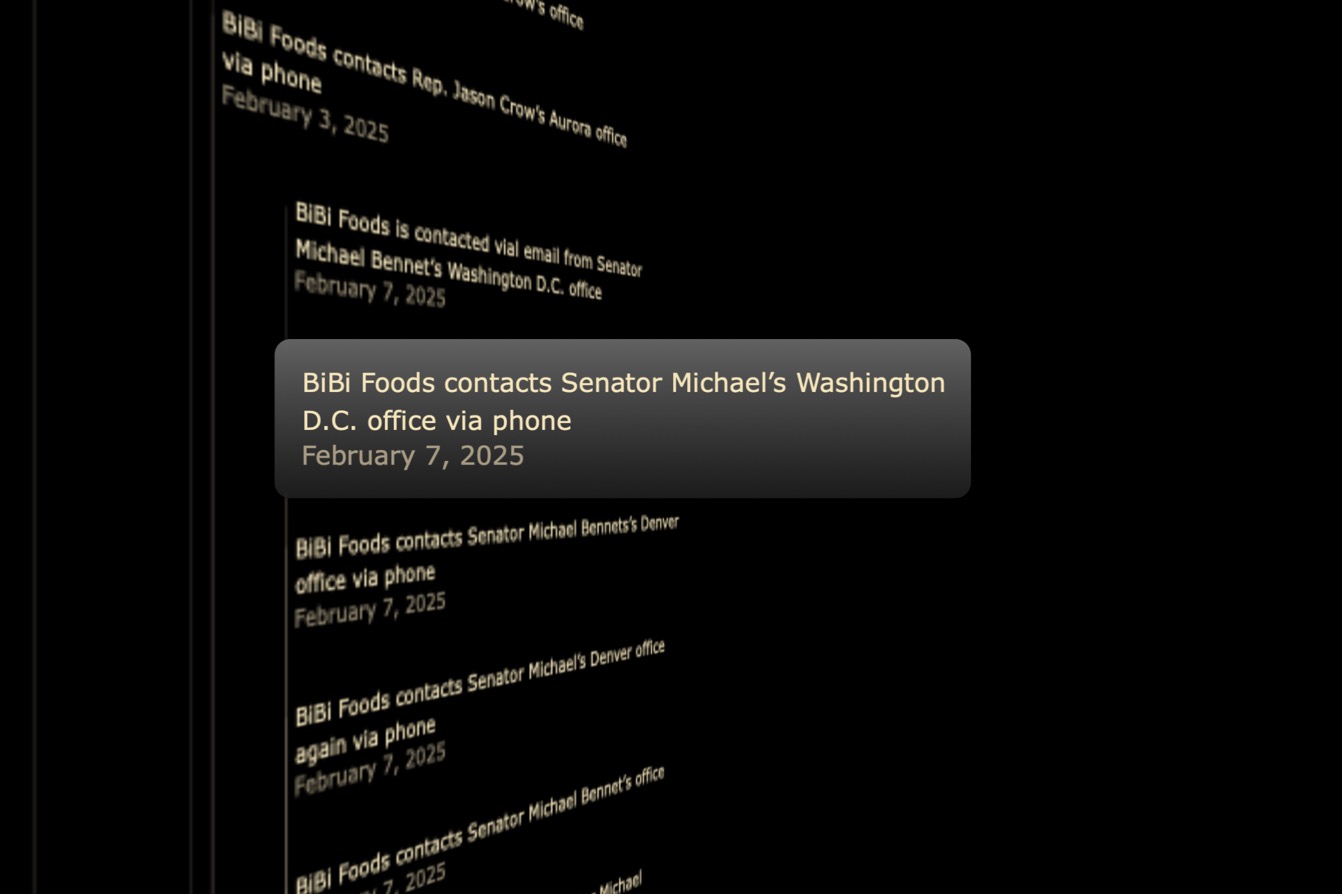 ow's office
BiBi Foods contacts Rep. Jason Crow's Aurora office
via phone
February 3, 2025
BiBi Foods is contacted vial email from Senator
Michael Bennet's Washington D.C. office
February 7, 2025
BiBi Foods contacts Senator Michael’s Washington
D.C. office via phone
February 7, 2025
BiBi Foods contacts Senator Michael Bennets’s Denver
office via phone
February 7, 2025
BiBi Foods contacts Senator Michael’s Denver office
again via phone
February 7, 2025
BiBi Foods contacts Senator Michael Bennet’s office
7, 2025
Michael